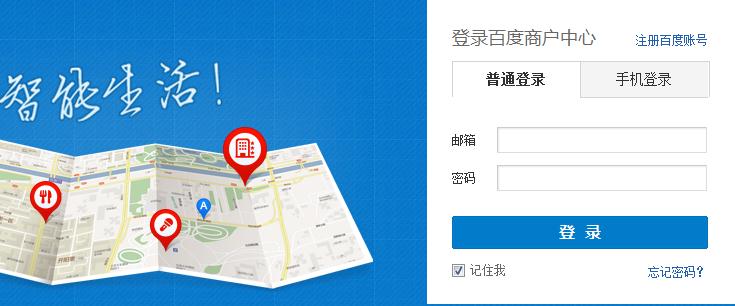 智能生活！
A
登录百度商户中心
注册百度账号
普通登录
手机登录
邮箱
密码
登 录
记住我
忘记密码？